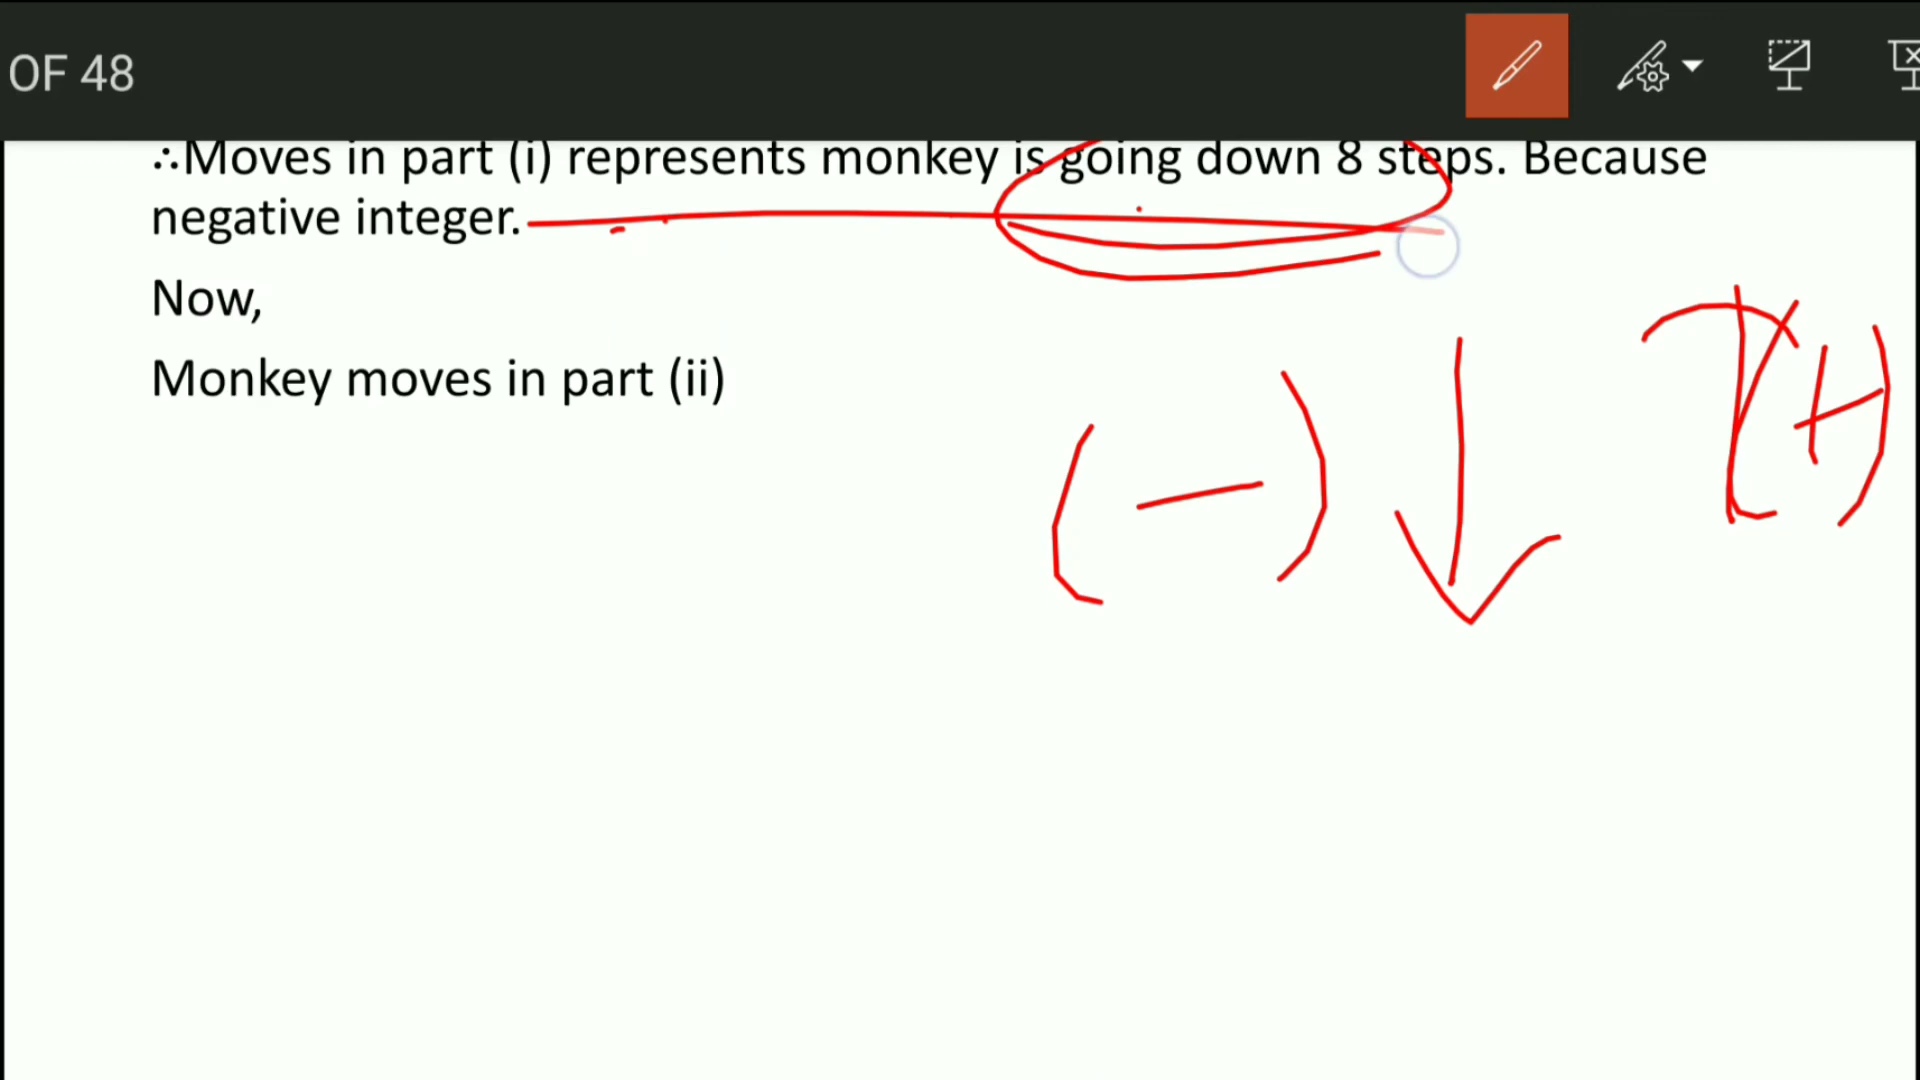 OF 48
∴Moves in part (i) represents monkey is going down 8 steps. Because
negative integer.
Now,
Monkey moves in part (ii)
(-) ↓ ↑ (+)